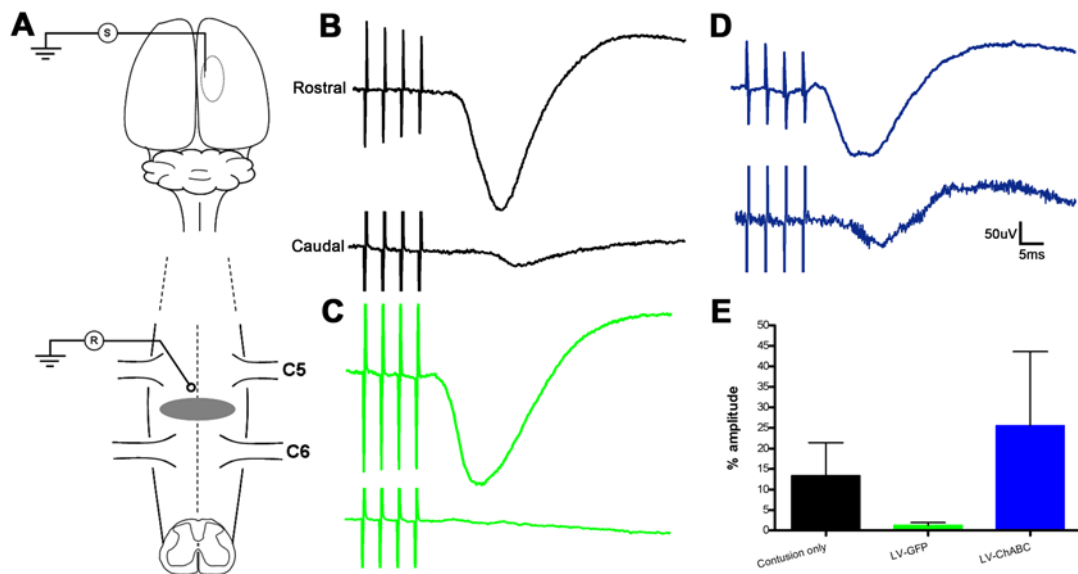 A
S
R
C5
C6
B
Rostral
Caudal
C
D
50uV
5ms
E
% amplitude
50
45
40
35
30
25
20
15
10
5
0
Contusion only
LV-GFP
LV-ChABC